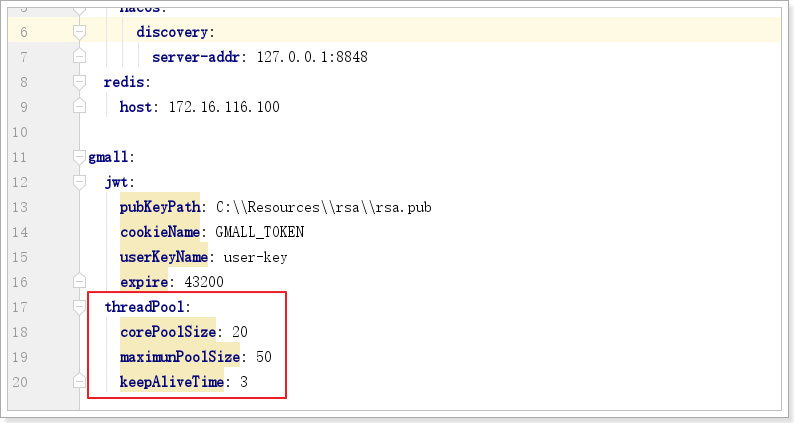 5 nacos:
6 discovery:
7 server-addr: 127.0.0.1:8848
8 redis:
9 host: 172.16.116.100
10
11 gmall:
12 jwt:
13 pubKeyPath: C:\\Resources\\rsa\\rsa.pub
14 cookieName: GMALL_TOKEN
15 userKeyName: user-key
16 expire: 43200
17 threadPool:
18 corePoolSize: 20
19 maximunPoolSize: 50
20 keepAliveTime: 3